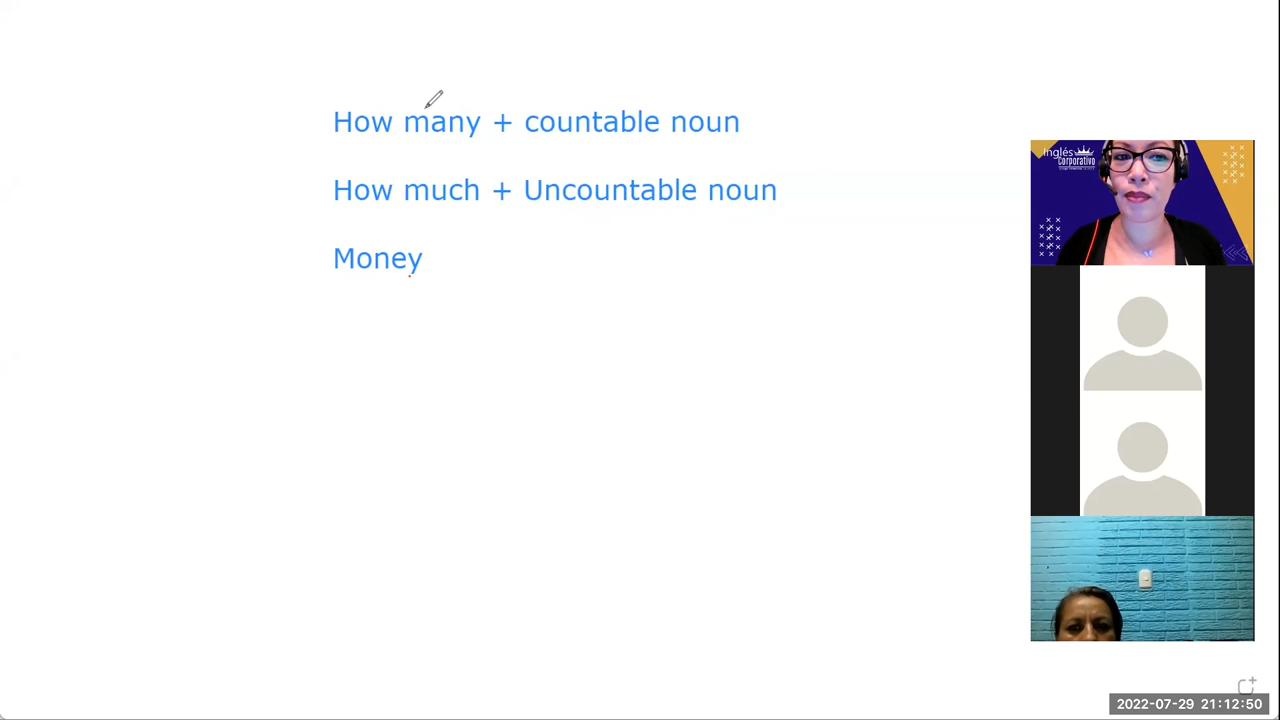 How many + countable noun
How much + Uncountable noun
Money
Inglés
Corporativo
2022-07-29 21:12:50